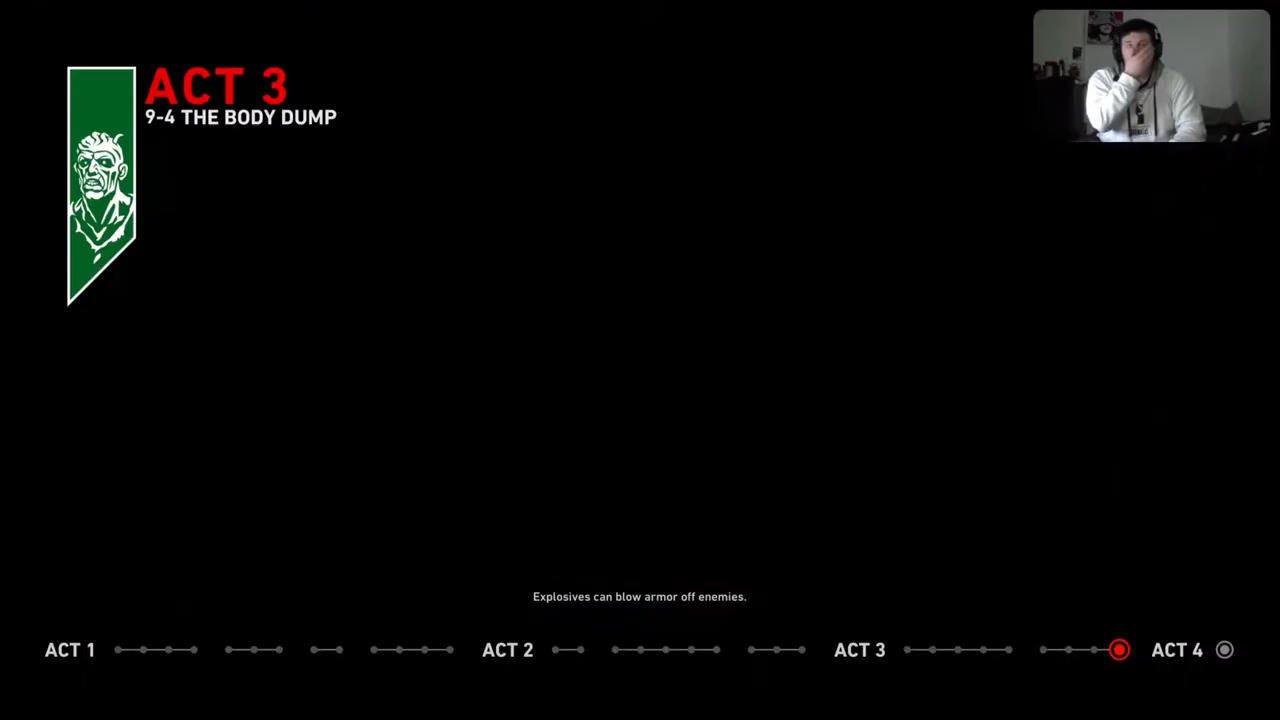 ACT 3
9-4 THE BODY DUMP
Explosives can blow armor off enemies.
ACT 1 ACT 2 ACT 3 ACT 4